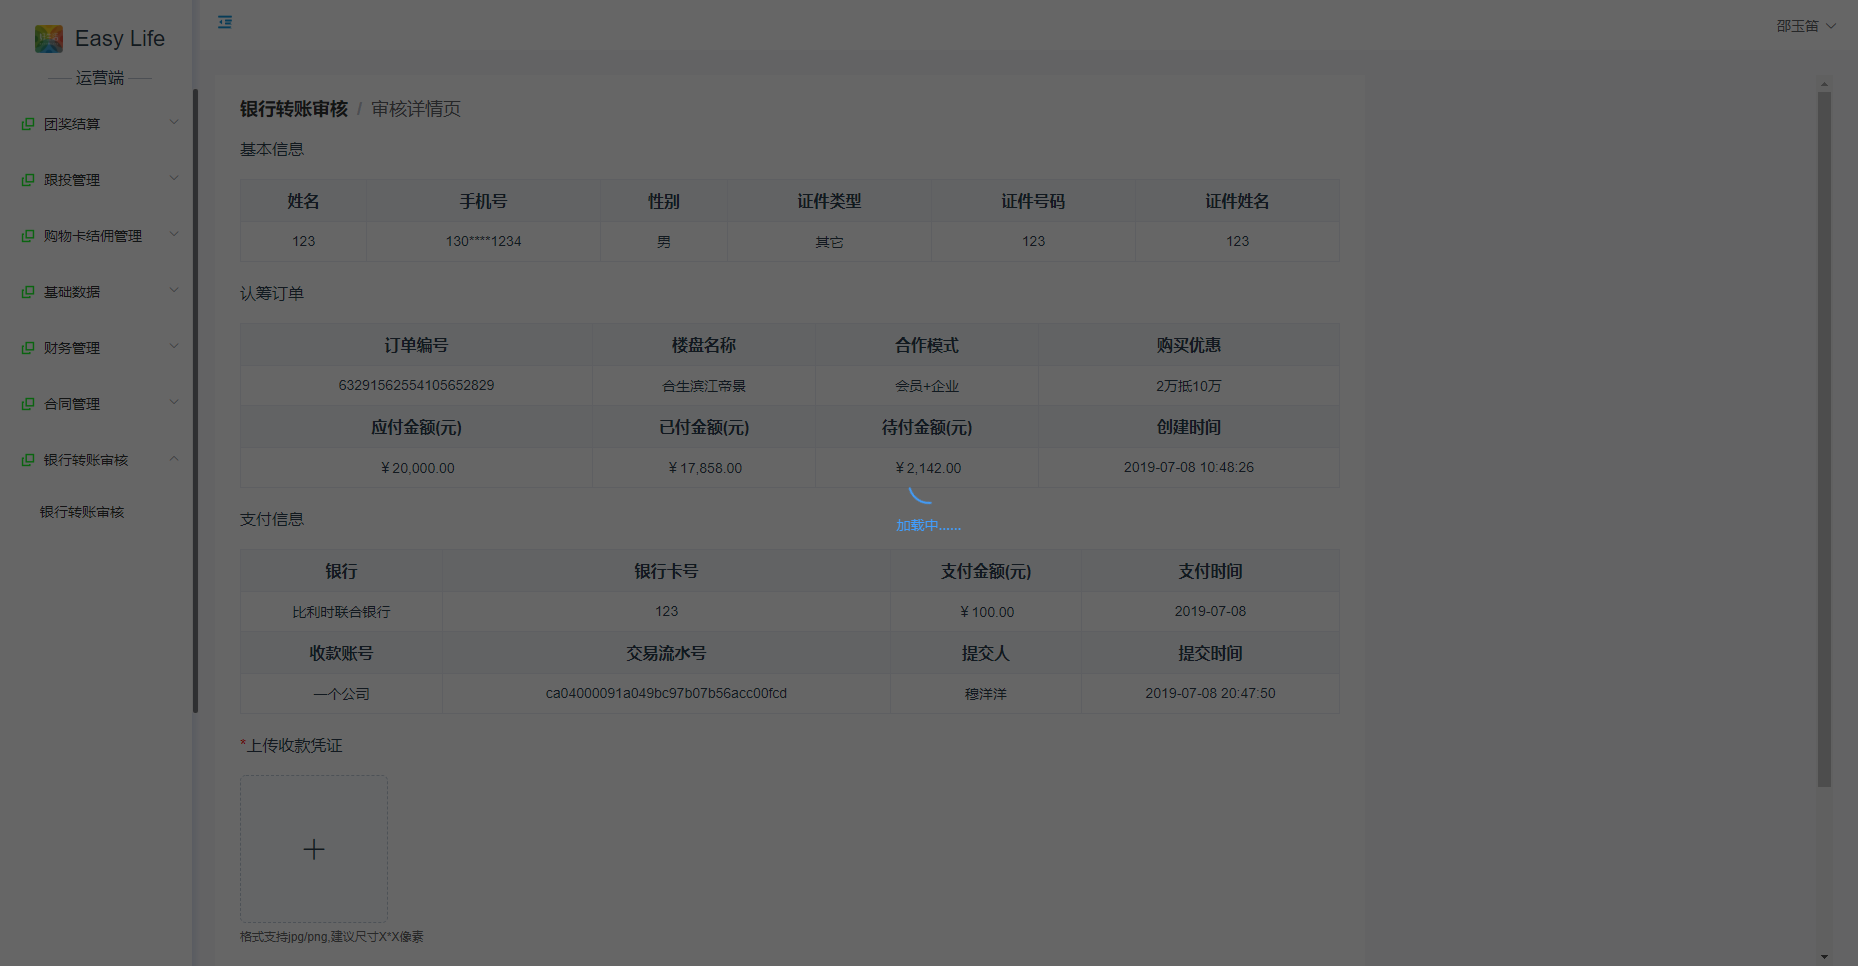 Easy Life
运营端
团奖结算
跟投管理
购物卡结佣管理
基础数据
财务管理
合同管理
银行转账审核
银行转账审核
邵玉笛
银行转账审核 / 审核详情页
基本信息
姓名 手机号 性别 证件类型 证件号码 证件姓名
123 130****1234 男 其它 123 123
认筹订单
订单编号 楼盘名称 合作模式 购买优惠
63291562554105652829 合生滨江帝景 会员+企业 2万抵10万
应付金额(元) 已付金额(元) 待付金额(元) 创建时间
¥20,000.00 ¥17,858.00 ¥2,142.00 2019-07-08 10:48:26
加载中......
支付信息
银行 银行卡号 支付金额(元) 支付时间
比利时联合银行 123 ¥100.00 2019-07-08
收款账号 交易流水号 提交人 提交时间
一个公司 ca04000091a049bc97b07b56acc00fcd 穆洋洋 2019-07-08 20:47:50
*上传收款凭证
格式支持jpg/png,建议尺寸X*X像素